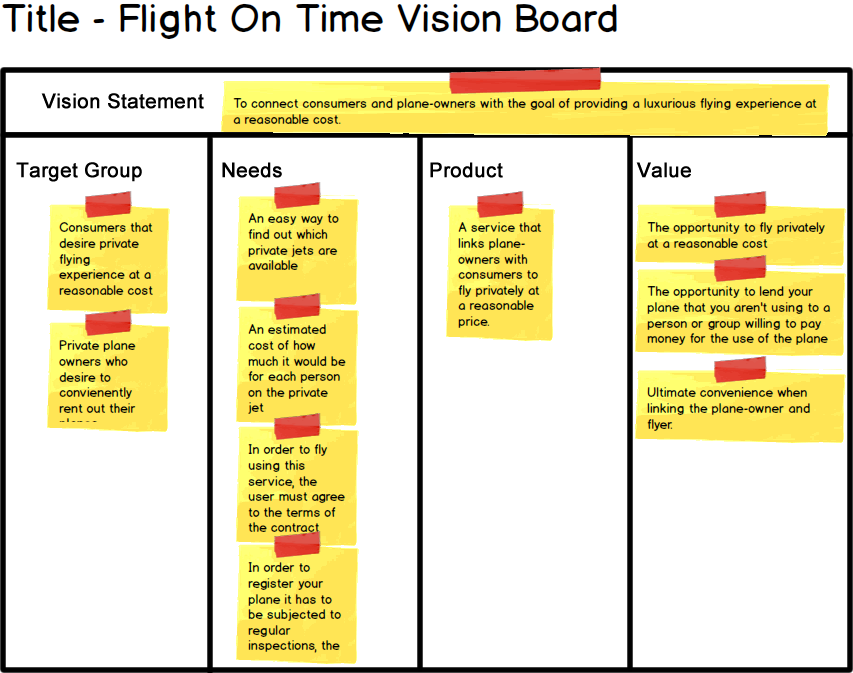 Title - Flight On Time Vision Board
Vision Statement
To connect consumers and plane-owners with the goal of providing a luxurious flying experience at
a reasonable cost.
Target Group
Consumers that
desire private
flying
experience at a
reasonable cost
Private plane
owners who
desire to
convienently
rent out their
Needs
An easy way to
find out which
private jets are
available
An estimated
cost of how
much it would be
for each person
on the private
jet
In order to fly
using this
service, the
user must agree
to the terms of
the contract
In order to
register your
plane it has to
be subjected to
regular
inspections, the
Product
A service that
links plane-
owners with
consumers to
fly privately at
a reasonable
price.
Value
The opportunity to fly privately
at a reasonable cost
The opportunity to lend your
plane that you aren't using to a
person or group willing to pay
money for the use of the plane
Ultimate convenience when
linking the plane-owner and
flyer.